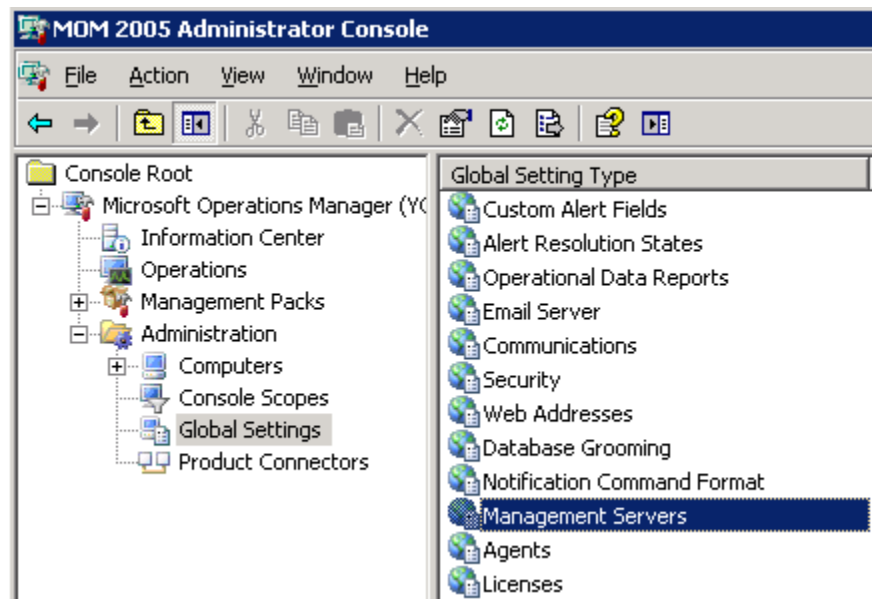 MOM 2005 Administrator Console
File Action View Window Help
Console Root
Microsoft Operations Manager (YO
Information Center
Operations
Management Packs
Administration
Computers
Console Scopes
Global Settings
Product Connectors
Global Setting Type
Custom Alert Fields
Alert Resolution States
Operational Data Reports
Email Server
Communications
Security
Web Addresses
Database Grooming
Notification Command Format
Management Servers
Agents
Licenses